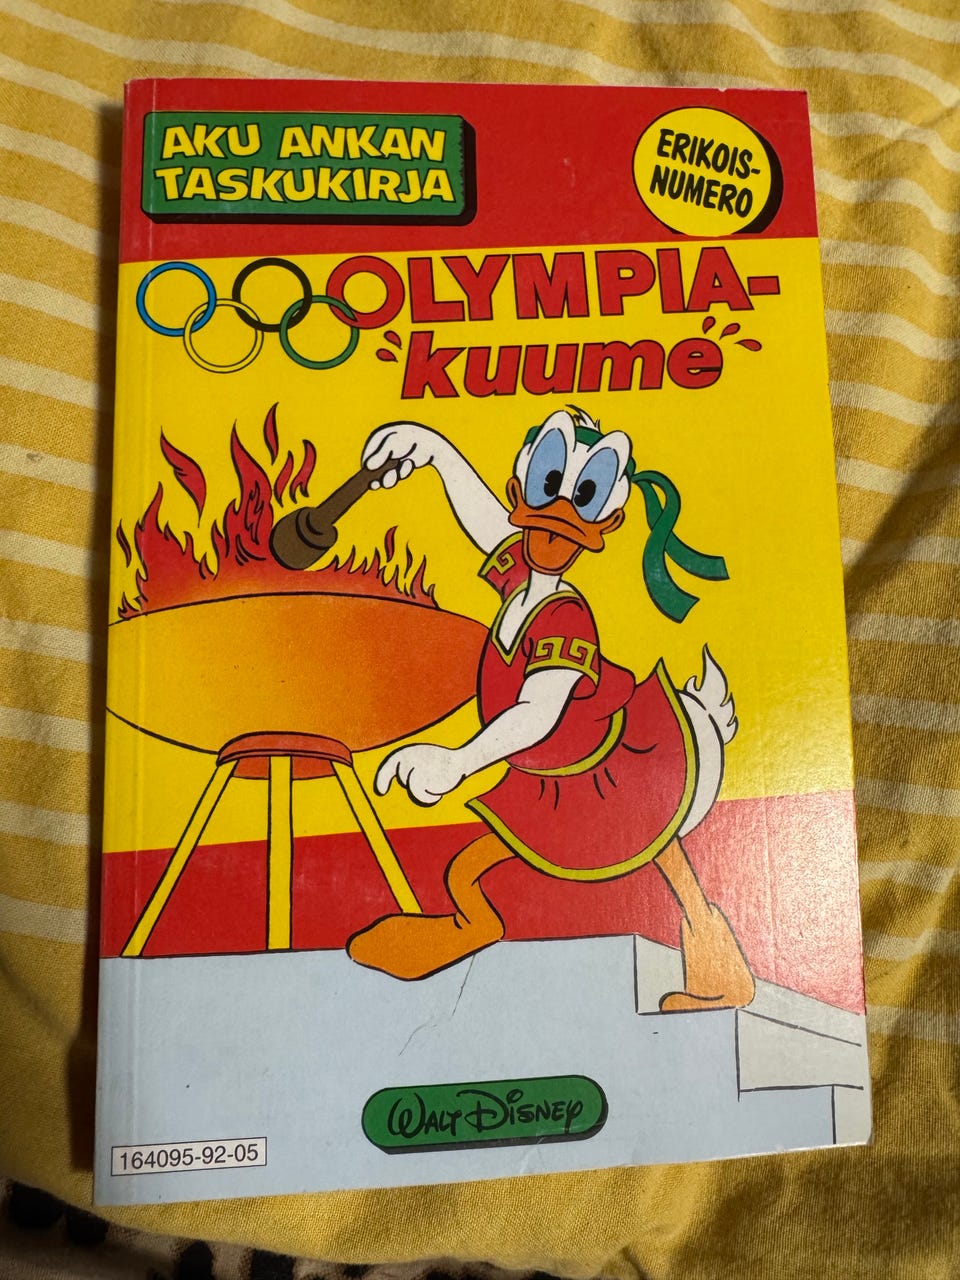 AKU ANKAN
TASKUKIRJA
ERIKOIS-
NUMERO
OLYMPIA-
kuume
WALT DISNEY
164095-92-05